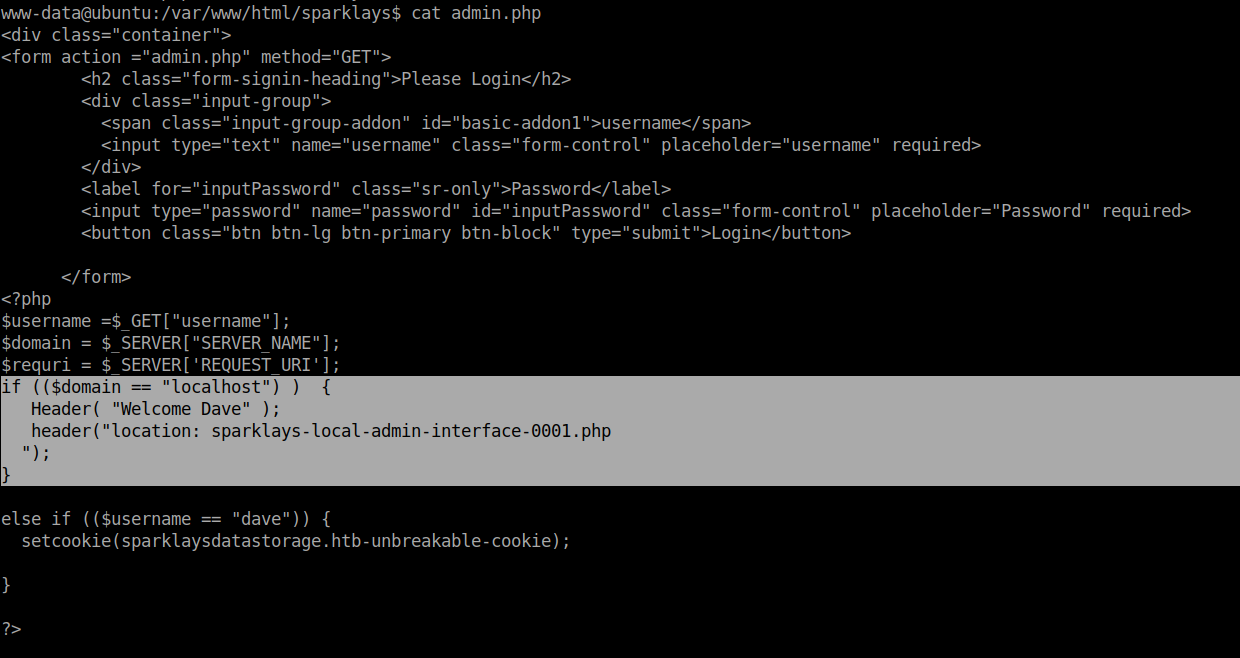 www-data@ubuntu:/var/www/html/sparklays$ cat admin.php
<div class="container">
<form action ="admin.php" method="GET">
        <h2 class="form-signin-heading">Please Login</h2>
        <div class="input-group">
          <span class="input-group-addon" id="basic-addon1">username</span>
          <input type="text" name="username" class="form-control" placeholder="username" required>
        </div>
        <label for="inputPassword" class="sr-only">Password</label>
        <input type="password" name="password" id="inputPassword" class="form-control" placeholder="Password" required>
        <button class="btn btn-lg btn-primary btn-block" type="submit">Login</button>

      </form>
<?php
$username =$_GET["username"];
$domain = $_SERVER["SERVER_NAME"];
$requri = $_SERVER['REQUEST_URI'];
if (($domain == "localhost") )  {
   Header( "Welcome Dave" );
   header("location: sparklays-local-admin-interface-0001.php
  ");
}

else if (($username == "dave")) {
  setcookie(sparklaysdatastorage.htb-unbreakable-cookie);

}

?>